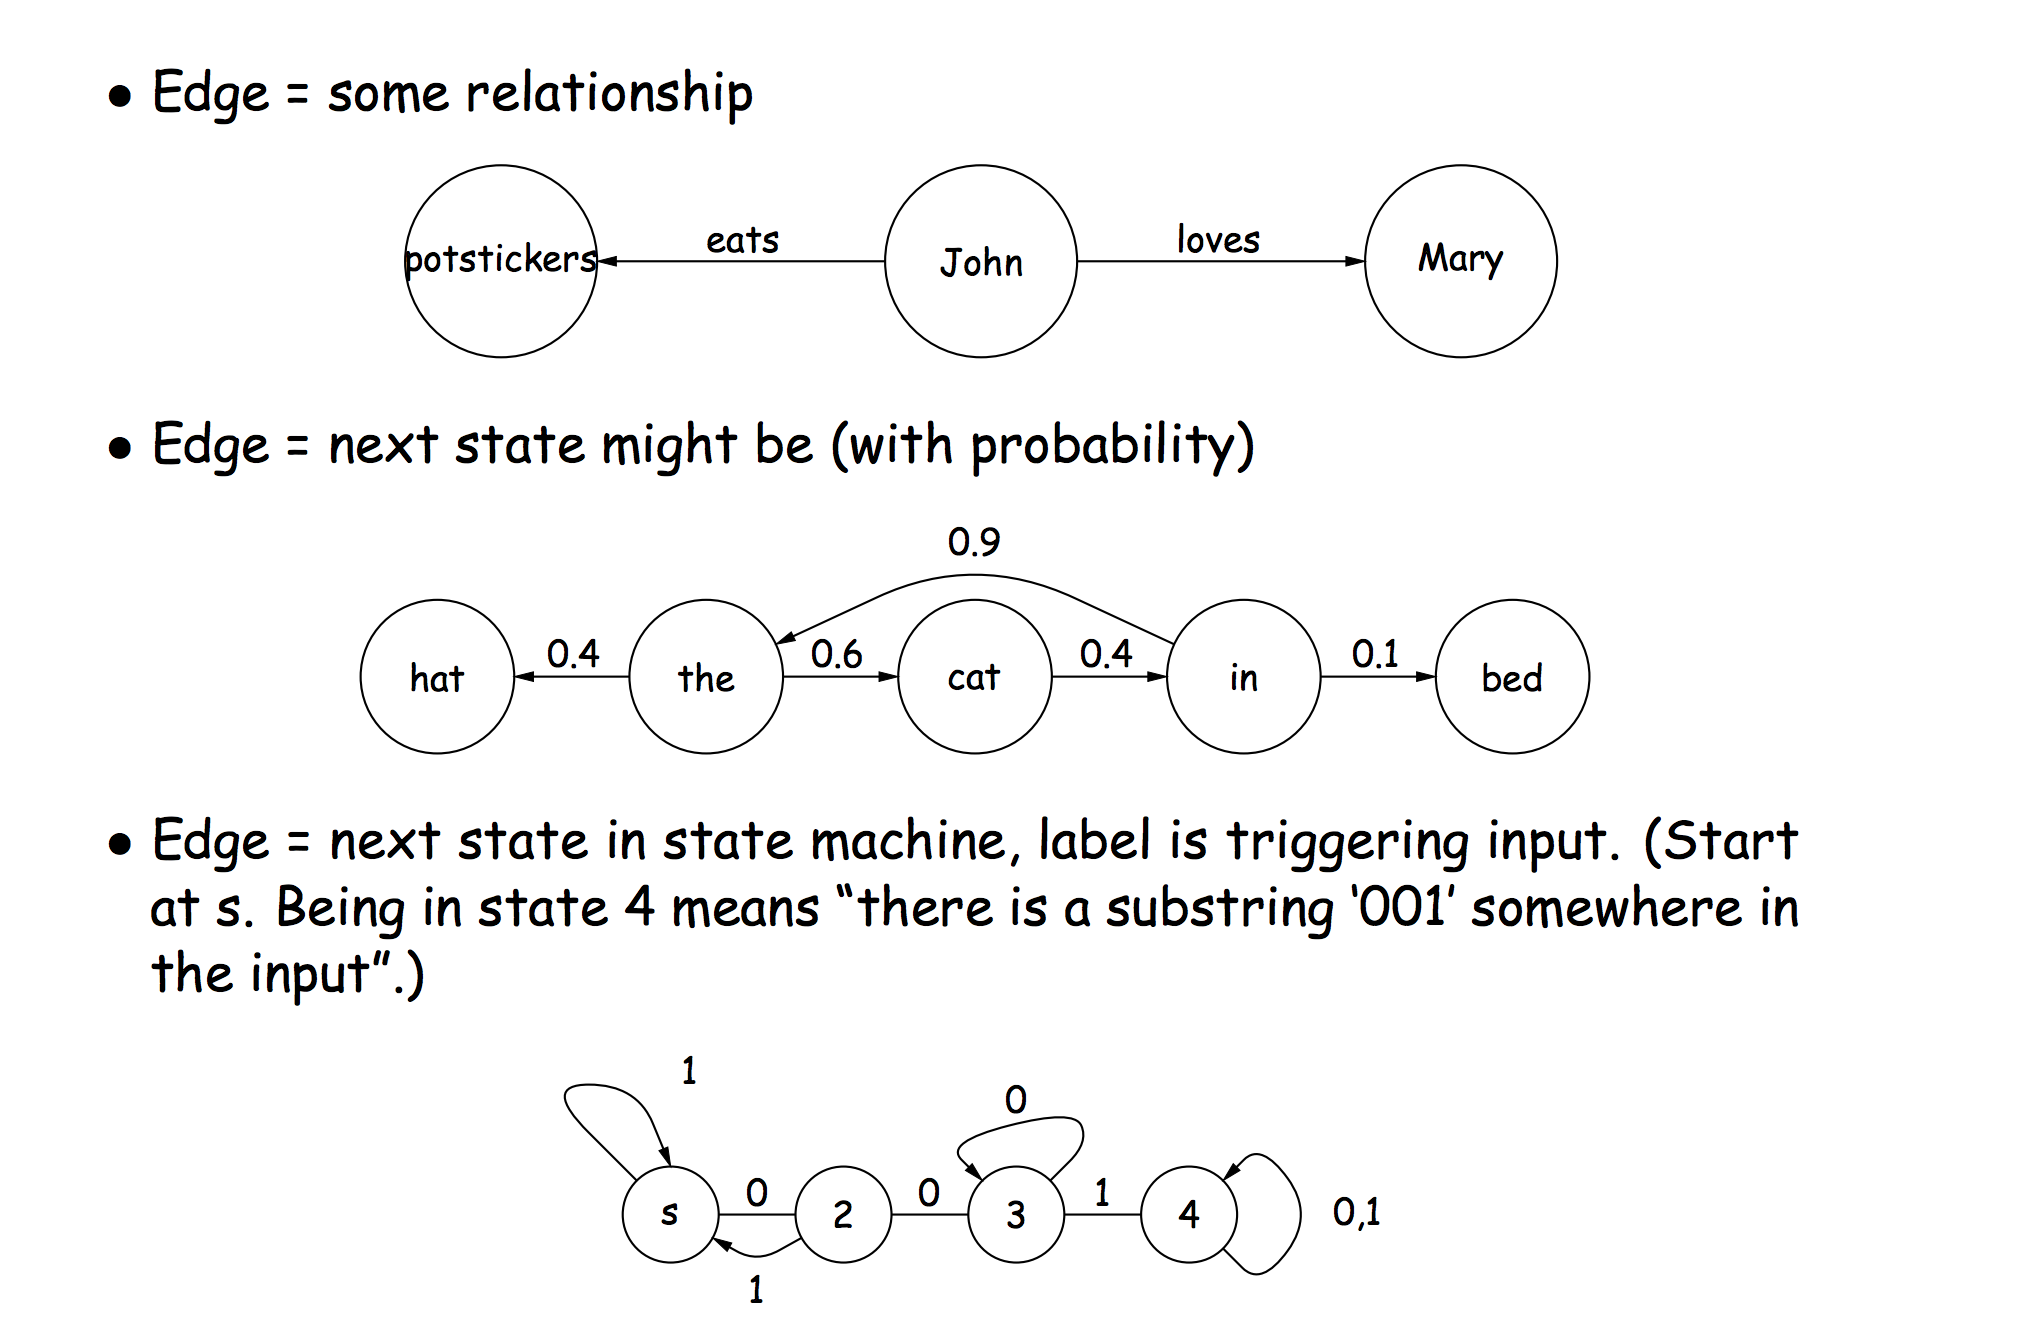 • Edge = some relationship
potstickers eats John loves Mary
• Edge = next state might be (with probability)
0.9
hat 0.4 the 0.6 cat 0.4 in 0.1 bed
• Edge = next state in state machine, label is triggering input. (Start
at s. Being in state 4 means “there is a substring ‘001’ somewhere in
the input”.)
1
0
s 0 2 0 3 1 4 0,1
1